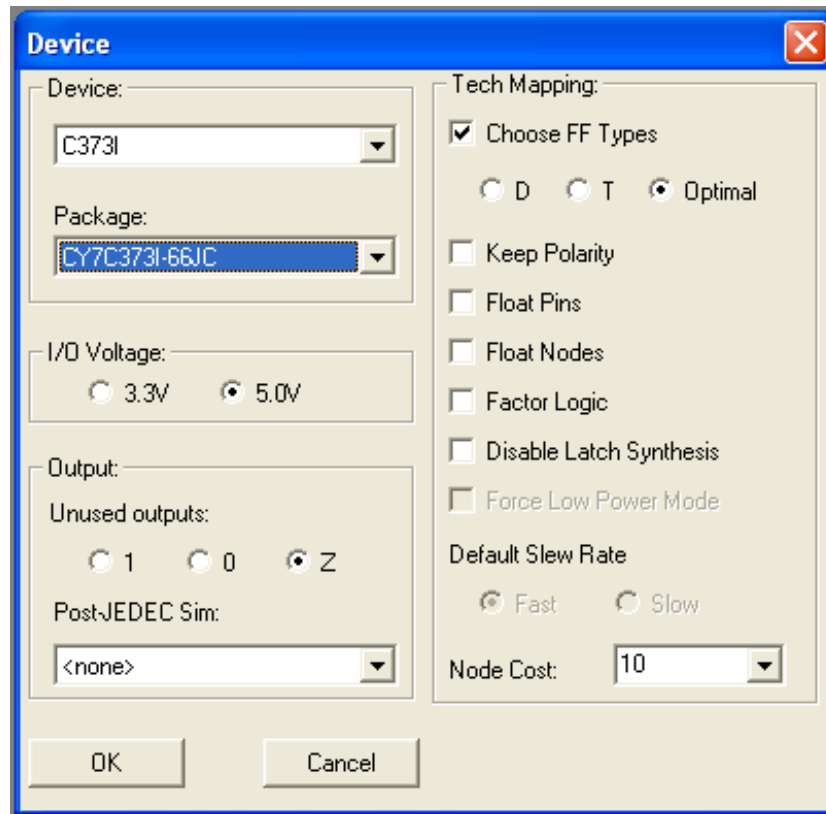 Device
Device:
C373I
Package:
CY7C373I-66JC
I/O Voltage:
3.3V 5.0V
Output:
Unused outputs:
1 0 Z
Post-JEDEC Sim:
<none>
OK Cancel
Tech Mapping:
Choose FF Types
D T Optimal
Keep Polarity
Float Pins
Float Nodes
Factor Logic
Disable Latch Synthesis
Force Low Power Mode
Default Slew Rate
Fast Slow
Node Cost: 10